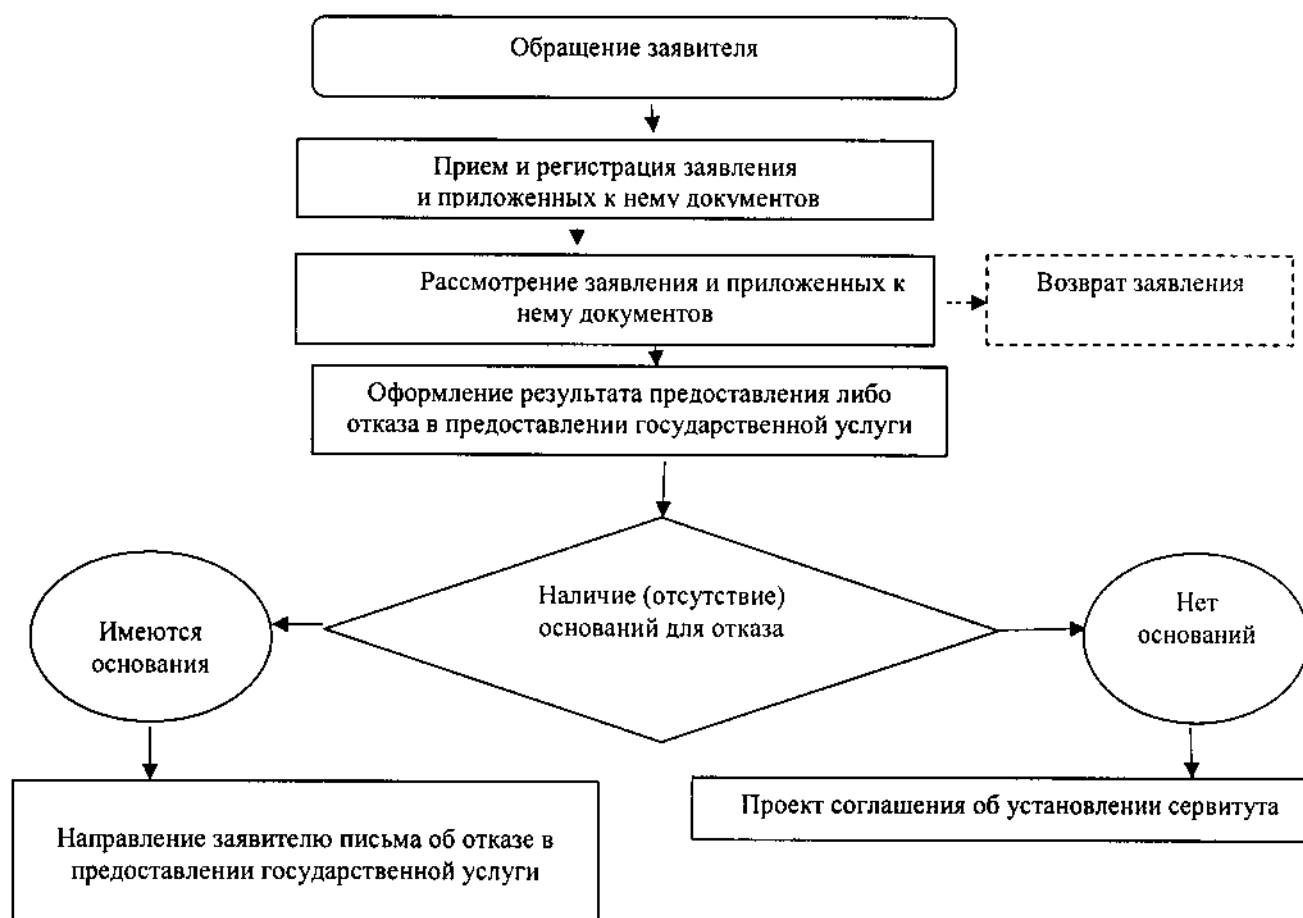 Обращение заявителя
Прием и регистрация заявления
и приложенных к нему документов
Рассмотрение заявления и приложенных к
нему документов
Возврат заявления
Оформление результата предоставления либо
отказа в предоставлении государственной услуги
Наличие (отсутствие)
оснований для отказа
Имеются
основания
Нет
оснований
Направление заявителю письма об отказе в
предоставлении государственной услуги
Проект соглашения об установлении сервитута